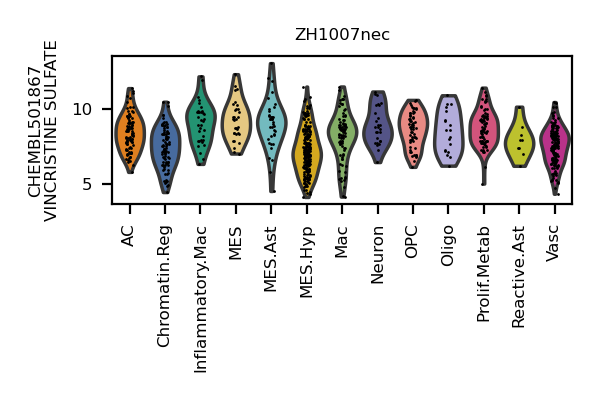 ZH1007nec
CHEMBL501867
VINCRISTINE SULFATE
10
5
AC
Chromatin.Reg
Inflammatory.Mac
MES
MES.Ast
MES.Hyp
Mac
Neuron
OPC
Oligo
Prolif.Metab
Reactive.Ast
Vasc